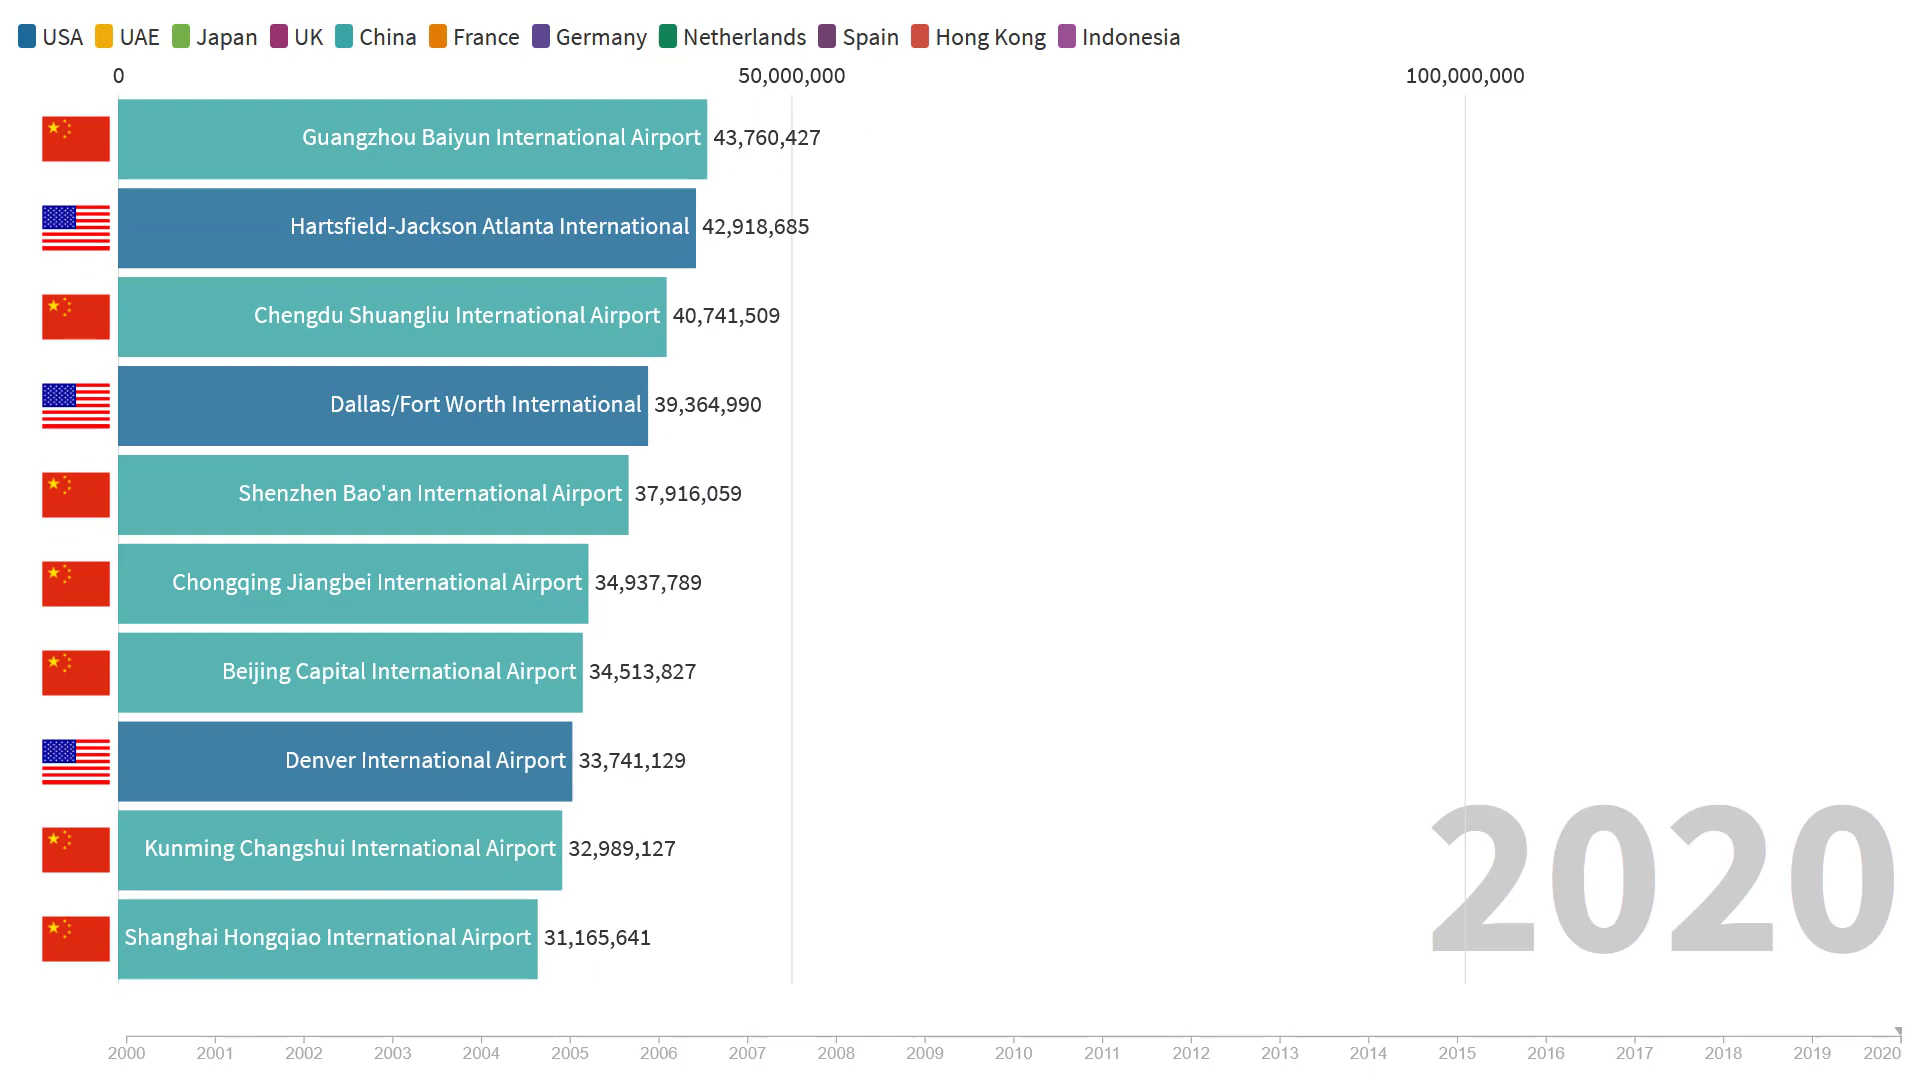 USA UAE Japan UK China France Germany Netherlands Spain Hong Kong Indonesia
0 50,000,000 100,000,000
Guangzhou Baiyun International Airport 43,760,427
Hartsfield-Jackson Atlanta International 42,918,685
Chengdu Shuangliu International Airport 40,741,509
Dallas/Fort Worth International 39,364,990
Shenzhen Bao'an International Airport 37,916,059
Chongqing Jiangbei International Airport 34,937,789
Beijing Capital International Airport 34,513,827
Denver International Airport 33,741,129
Kunming Changshui International Airport 32,989,127
Shanghai Hongqiao International Airport 31,165,641
2020
2000 2001 2002 2003 2004 2005 2006 2007 2008 2009 2010 2011 2012 2013 2014 2015 2016 2017 2018 2019 2020